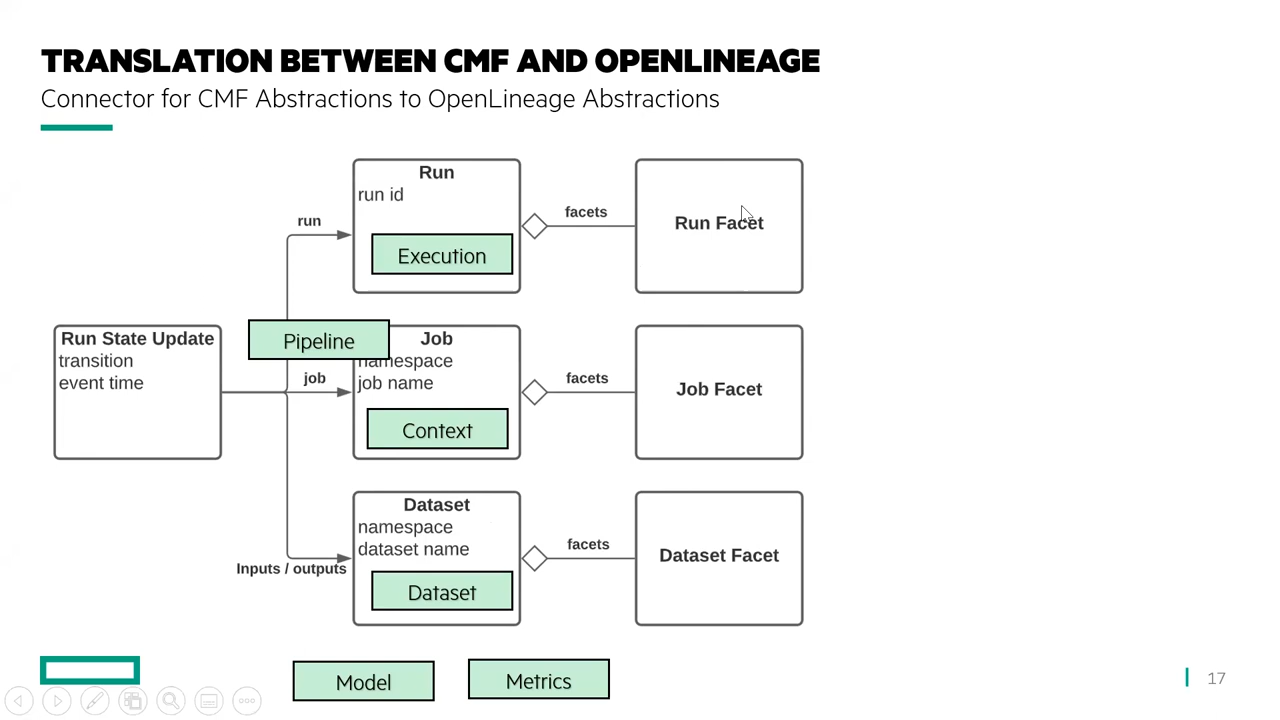 TRANSLATION BETWEEN CMF AND OPENLINEAGE
Connector for CMF Abstractions to OpenLineage Abstractions
Run
run id
Execution
run
facets
Run Facet
Run State Update
transition
event time
Pipeline
Job
namespace
job name
Context
job
facets
Job Facet
Dataset
namespace
dataset name
Dataset
Inputs / outputs
facets
Dataset Facet
Model
Metrics
17